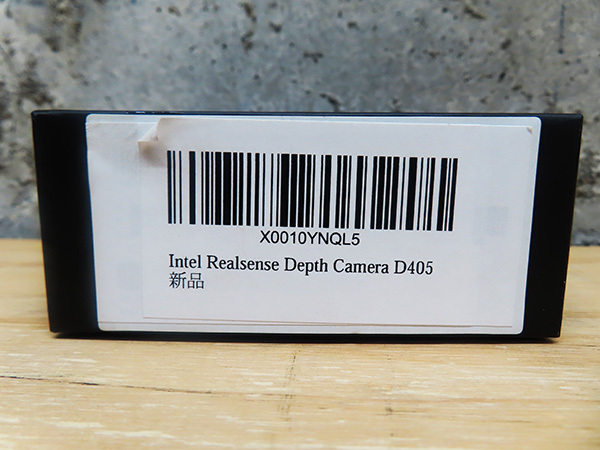 X0010YNQL5
Intel Realsense Depth Camera D405
新品